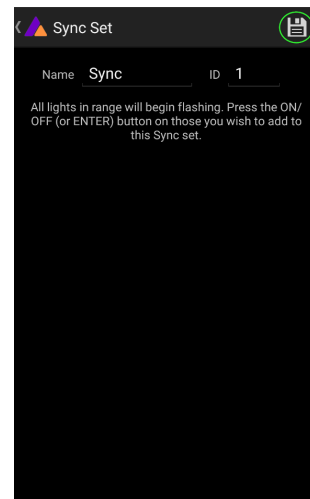 Sync Set
Name Sync ID 1
All lights in range will begin flashing. Press the ON/
OFF (or ENTER) button on those you wish to add to
this Sync set.